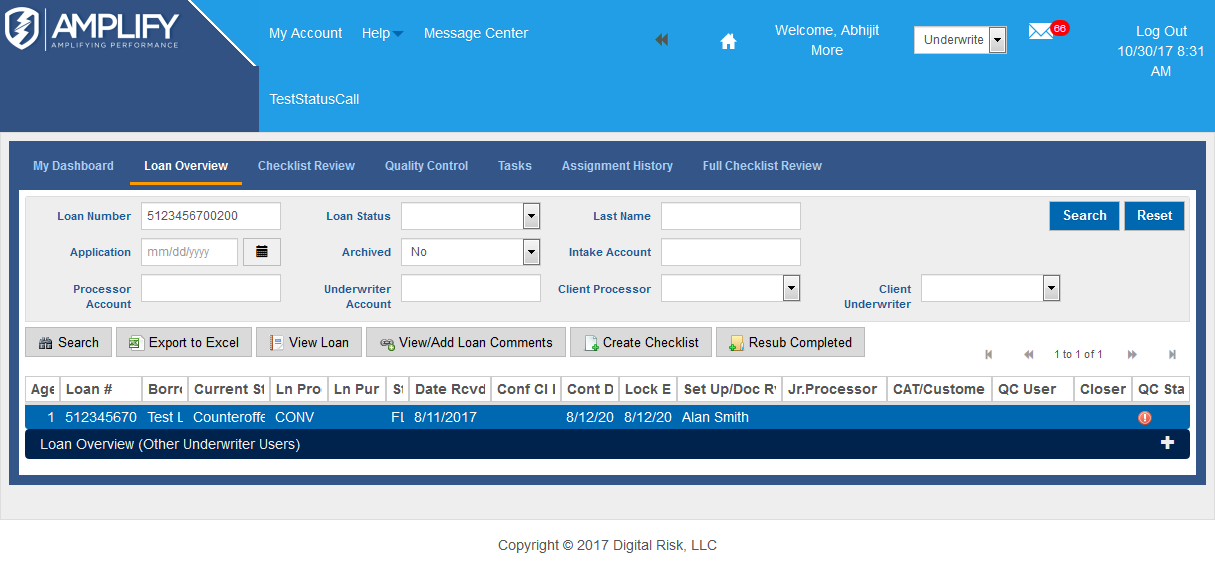 AMPLIFY
AMPLIFYING PERFORMANCE
My Account Help Message Center
Welcome, Abhijit
More
Underwrite
66
Log Out
10/30/17 8:31
AM
TestStatusCall
My Dashboard Loan Overview Checklist Review Quality Control Tasks Assignment History Full Checklist Review
Loan Number 5123456700200 Loan Status Last Name Search Reset
Application mm/dd/yyyy Archived No Intake Account
Processor
Account
Underwriter
Account
Client Processor
Client
Underwriter
Search Export to Excel View Loan View/Add Loan Comments Create Checklist Resub Completed
1 to 1 of 1
Age Loan # Borro Current St Ln Pro Ln Pur St Date Rcvd Conf Cl I Cont D Lock E Set Up/Doc Rv Jr.Processor CAT/Custome QC User Closer QC Sta
1 512345670 Test L Counteroffe CONV FL 8/11/2017 8/12/20 8/12/20 Alan Smith
Loan Overview (Other Underwriter Users)
Copyright © 2017 Digital Risk, LLC